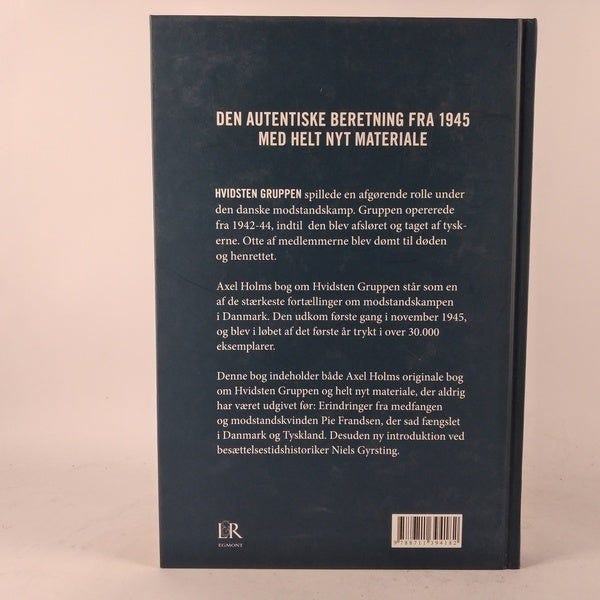 DEN AUTENTISKE BERETNING FRA 1945
MED HELT NYT MATERIALE
HVIDSTEN GRUPPEN spillede en afgørende rolle under
den danske modstandskamp. Gruppen opererede
fra 1942-44, indtil den blev afsløret og taget af tysk-
erne. Otte af medlemmerne blev dømt til døden
og henrettet.
Axel Holms bog om Hvidsten Gruppen står som en
af de stærkeste fortællinger om modstandskampen
i Danmark. Den udkom første gang i november 1945,
og blev i løbet af det første år trykt i over 30.000
eksemplarer.
Denne bog indeholder både Axel Holms originale bog
om Hvidsten Gruppen og helt nyt materiale, der aldrig
har været udgivet før: Erindringer fra medfangen
og modstandskvinden Pie Frandsen, der sad fængslet
i Danmark og Tyskland. Desuden ny introduktion ved
besættelsestidshistoriker Niels Gyrsting.
L&R
EGMONT
9 788711 394182